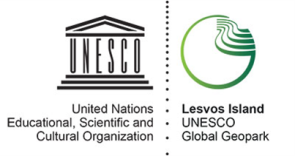 UNESCO
United Nations
Educational, Scientific and
Cultural Organization
Lesvos Island
UNESCO
Global Geopark